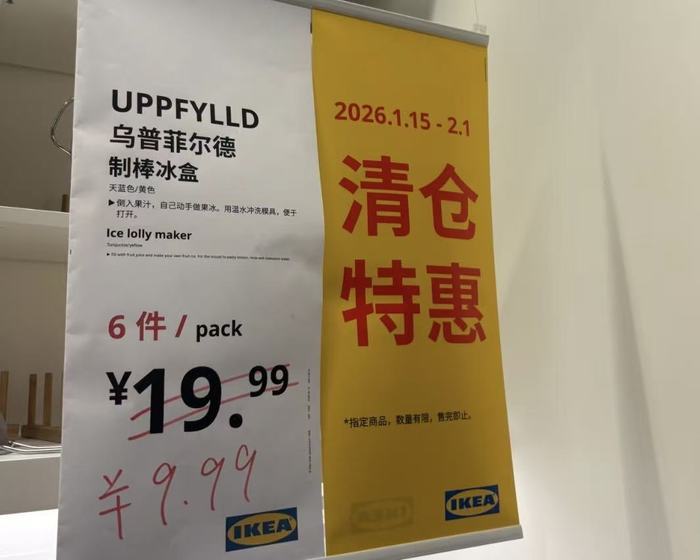 UPPFYLLD
乌普菲尔德
制棒冰盒
天蓝色/黄色
▶倒入果汁，自己动手做果冰。用温水冲洗模具，便于
打开。
Ice lolly maker
Turquoise/yellow
6 件 / pack
¥19.99
¥9.99
IKEA
2026.1.15 - 2.1
清仓
特惠
*指定商品，数量有限，售完即止。
IKEA